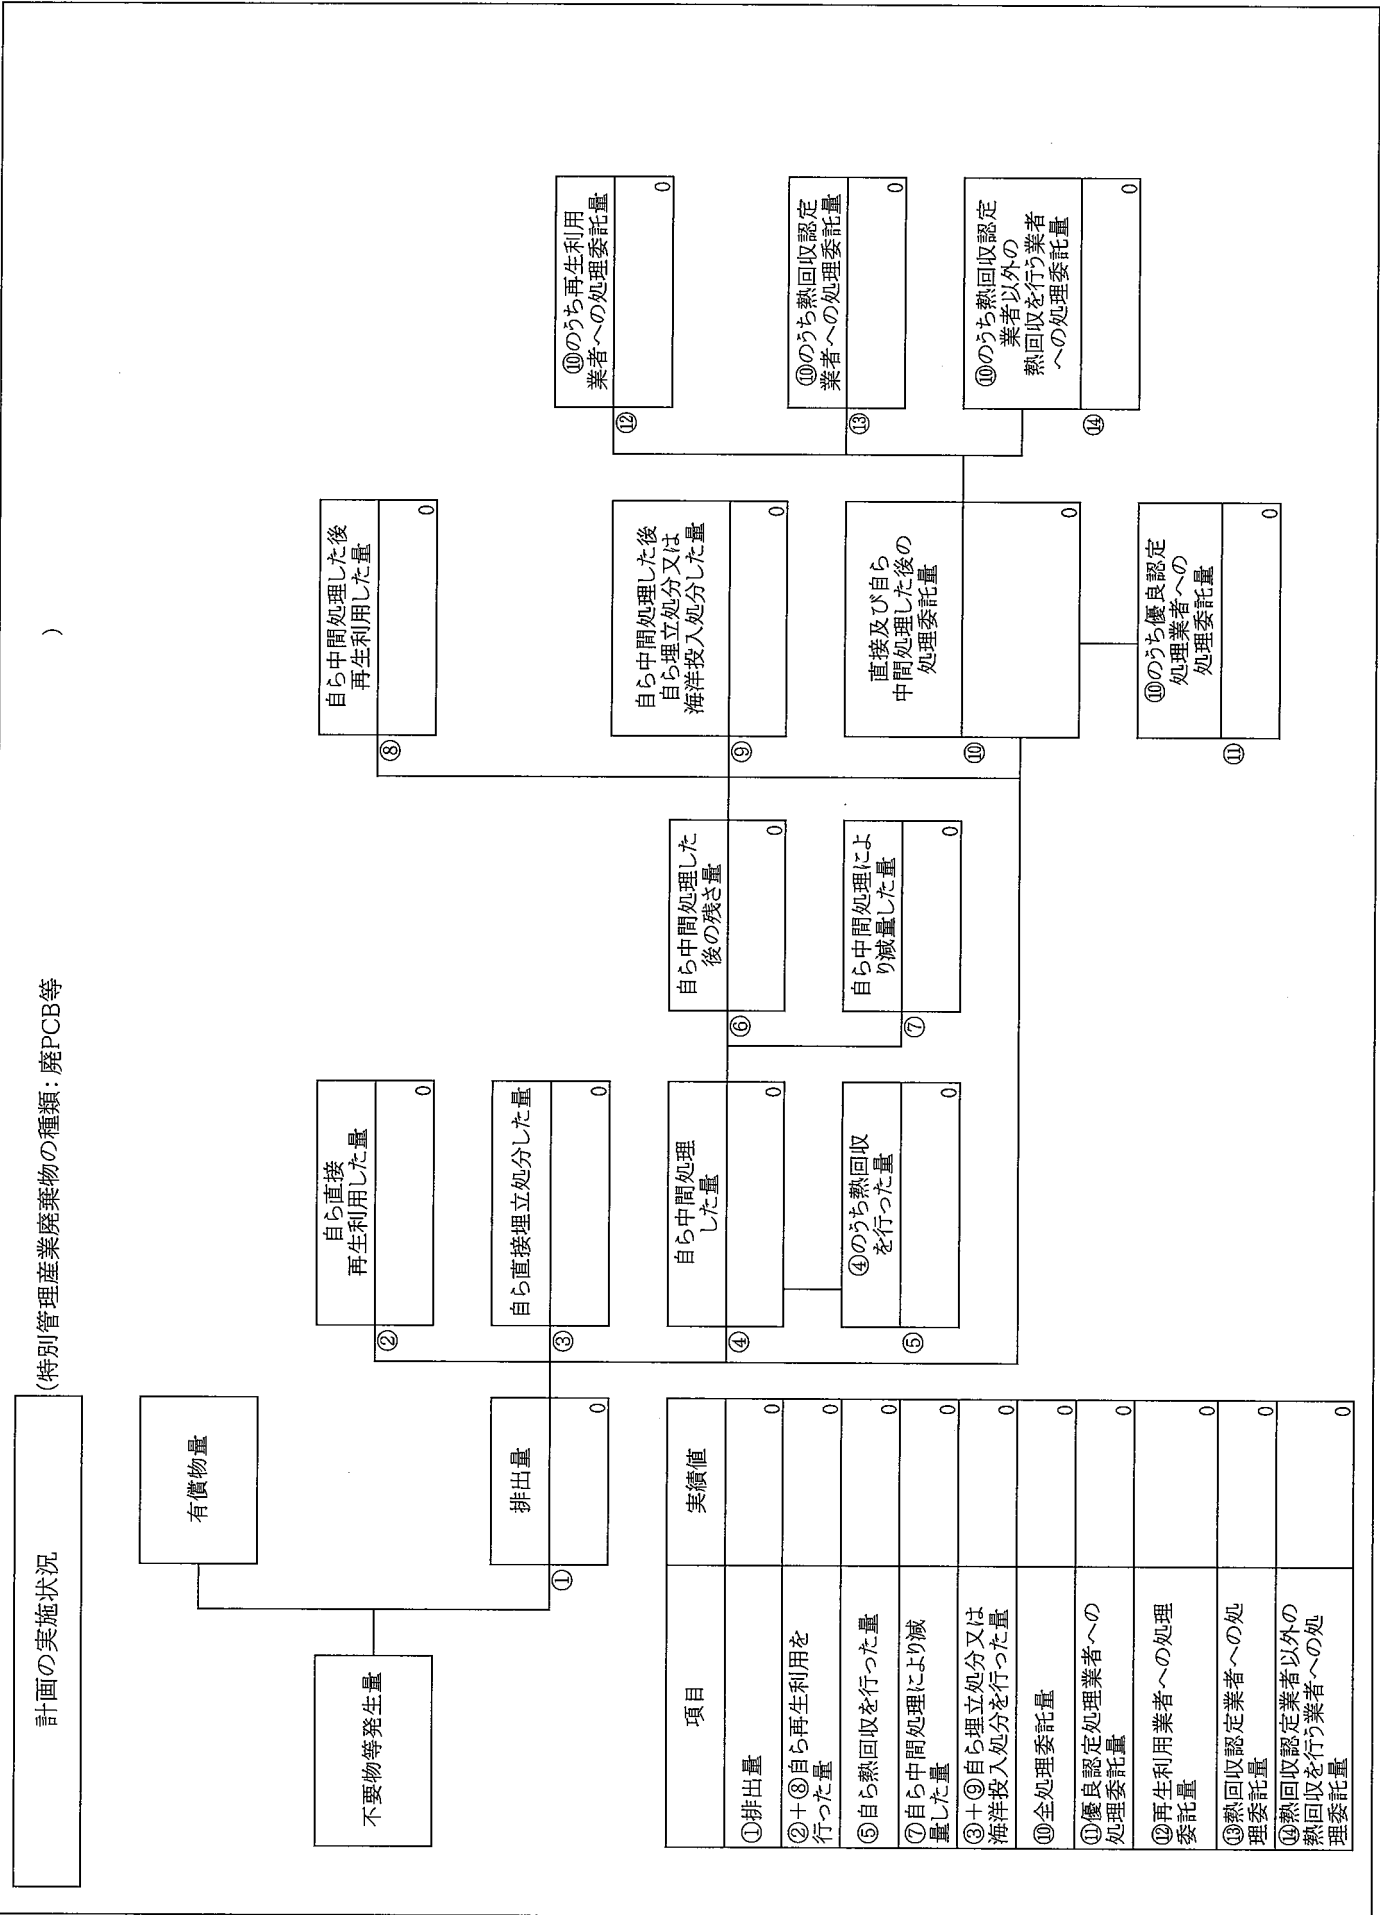 計画の実施状況
(特別管理産業廃棄物の種類：廃PCB等
)
不要物等発生量
有償物量
①
排出量
0
②
自ら直接
再生利用した量
0
③
自ら直接埋立処分した量
0
④
自ら中間処理
した量
0
⑤
④のうち熱回収
を行った量
0
⑥
自ら中間処理した
後の残さ量
0
⑦
自ら中間処理によ
り減量した量
0
⑧
自ら中間処理した後
再生利用した量
0
⑨
自ら中間処理した後
自ら埋立処分又は
海洋投入処分した量
0
⑩
直接及び自ら
中間処理した後の
処理委託量
0
⑪
⑩のうち優良認定
処理業者への
処理委託量
0
⑫
⑩のうち再生利用
業者への処理委託量
0
⑬
⑩のうち熱回収認定
業者への処理委託量
0
⑭
⑩のうち熱回収認定
業者以外の
熱回収を行う業者
への処理委託量
0
項目 実績値
①排出量 0
②＋⑧自ら再生利用を
行った量 0
⑤自ら熱回収を行った量 0
⑦自ら中間処理により減
量した量 0
③＋⑨自ら埋立処分又は
海洋投入処分を行った量 0
⑩全処理委託量 0
⑪優良認定処理業者への
処理委託量 0
⑫再生利用業者への処理
委託量 0
⑬熱回収認定業者への処
理委託量 0
⑭熱回収認定業者以外の
熱回収を行う業者への処
理委託量 0